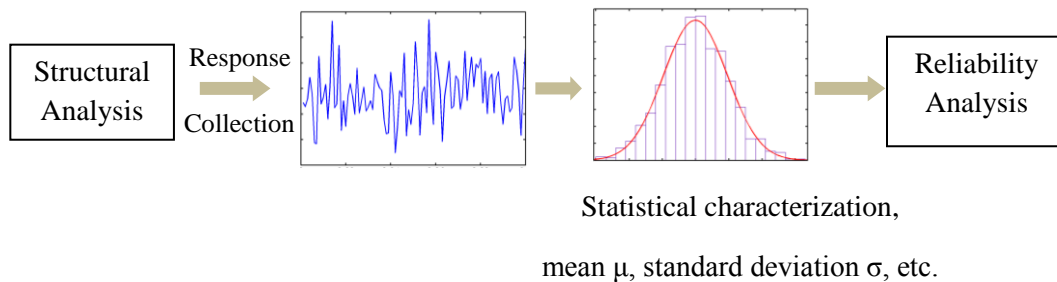 Structural
Analysis
Response
Collection
Reliability
Analysis
Statistical characterization,
mean μ, standard deviation σ, etc.